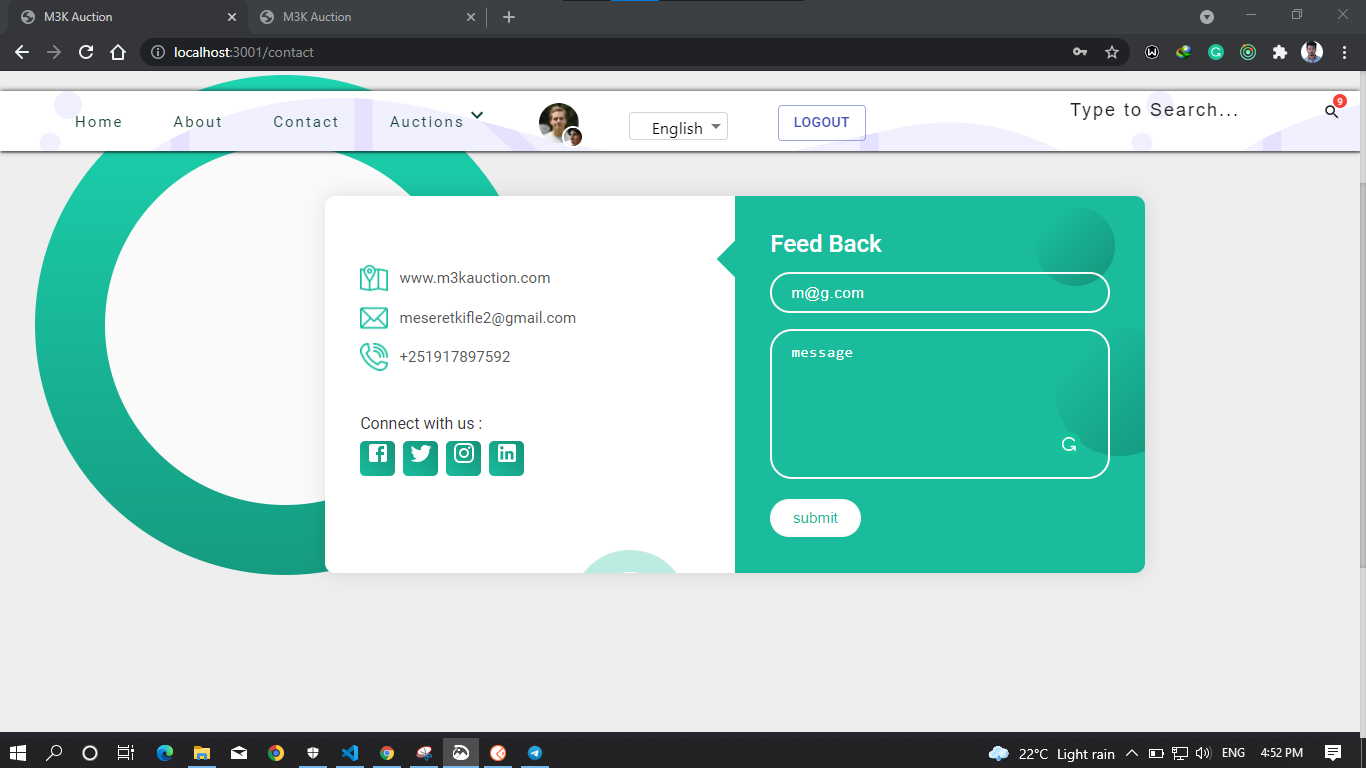 M3K Auction
M3K Auction
localhost:3001/contact
Home About Contact Auctions English LOGOUT Type to Search... 9
www.m3kauction.com
meseretkifle2@gmail.com
+251917897592
Connect with us :
Feed Back
m@g.com
message
submit
22°C Light rain ENG 4:52 PM